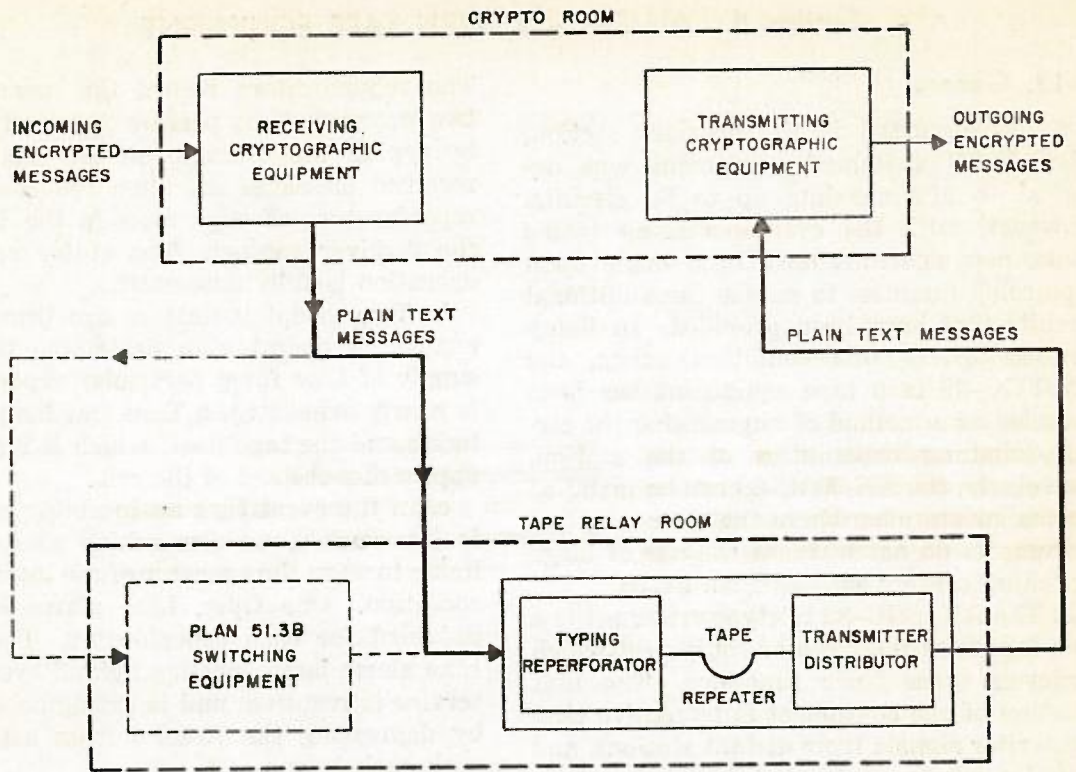 CRYPTO ROOM
INCOMING
ENCRYPTED
MESSAGES
RECEIVING.
CRYPTOGRAPHIC
EQUIPMENT
TRANSMITTING
CRYPTOGRAPHIC
EQUIPMENT
OUTGOING
ENCRYPTED
MESSAGES
PLAIN TEXT
MESSAGES
PLAIN TEXT MESSAGES
TAPE RELAY ROOM
PLAN 51.3B
SWITCHING
EQUIPMENT
TYPING
REPERFORATOR
TAPE
REPEATER
TRANSMITTER
DISTRIBUTOR